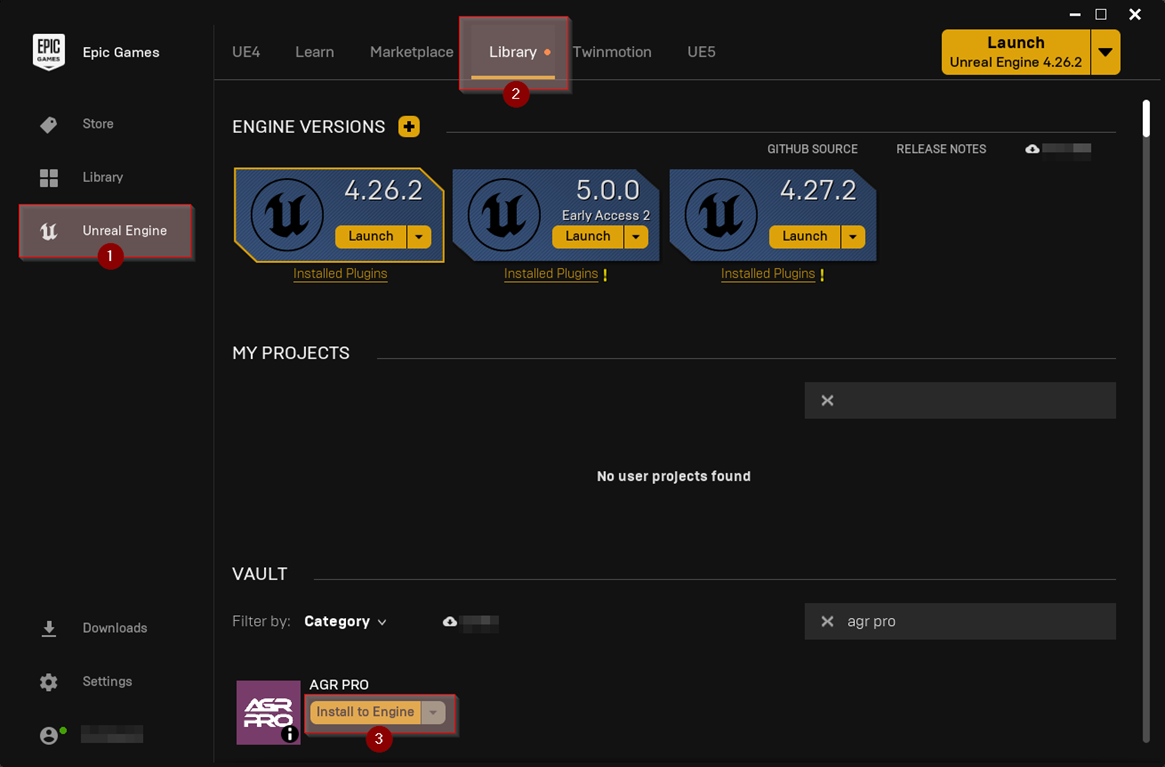 EPIC
GAMES
Epic Games
UE4
Learn
Marketplace
Library
Twinmotion
UE5
Launch
Unreal Engine 4.26.2
2
Store
Library
Unreal Engine
1
ENGINE VERSIONS
GITHUB SOURCE
RELEASE NOTES
4.26.2
Launch
Installed Plugins
5.0.0
Early Access 2
Launch
Installed Plugins !
4.27.2
Launch
Installed Plugins !
MY PROJECTS
No user projects found
VAULT
Filter by: Category
agr pro
AGR
PRO
AGR PRO
Install to Engine
3
Downloads
Settings